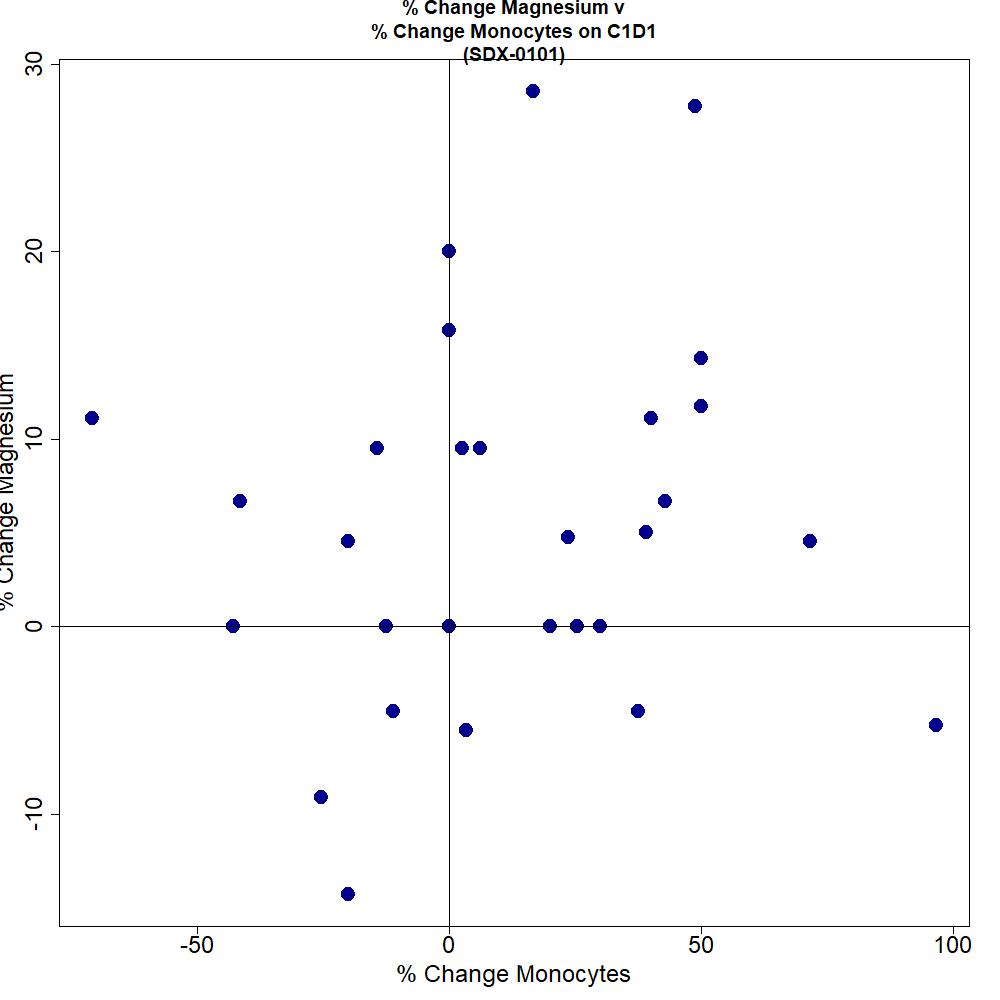 % Change Magnesium v
% Change Monocytes on C1D1
(SDX-0101)
% Change Magnesium
30
20
10
0
-10
-50
0
50
100
% Change Monocytes